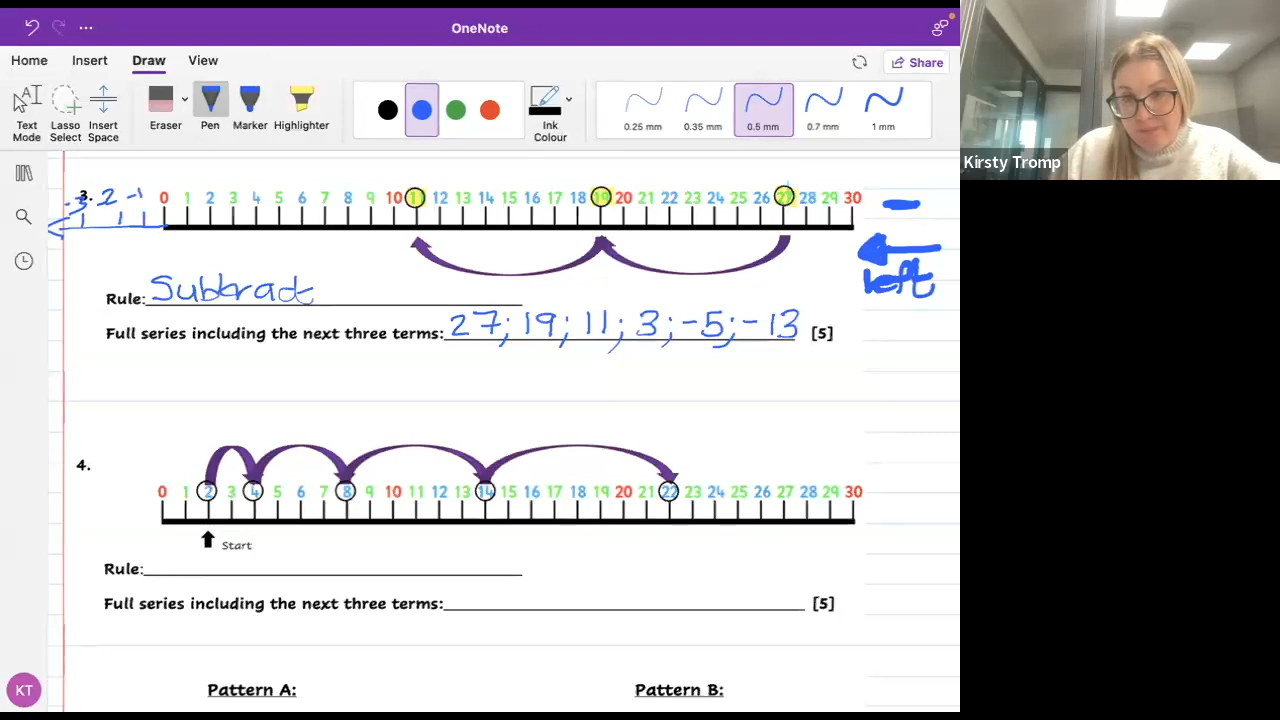 OneNote
Home Insert Draw View
Share
Text Mode
Lasso Select
Insert Space
Eraser
Pen
Marker
Highlighter
Ink Colour
0.25 mm
0.35 mm
0.5 mm
0.7 mm
1 mm
Kirsty Tromp
3.
-2 -1 0 1 2 3 4 5 6 7 8 9 10 11 12 13 14 15 16 17 18 19 20 21 22 23 24 25 26 27 28 29 30
-
left
Rule: Subtract
Full series including the next three terms: 27; 19; 11; 3; -5; -13 [5]
4.
0 1 2 3 4 5 6 7 8 9 10 11 12 13 14 15 16 17 18 19 20 21 22 23 24 25 26 27 28 29 30
Start
Rule:
Full series including the next three terms: [5]
KT
Pattern A: Pattern B: